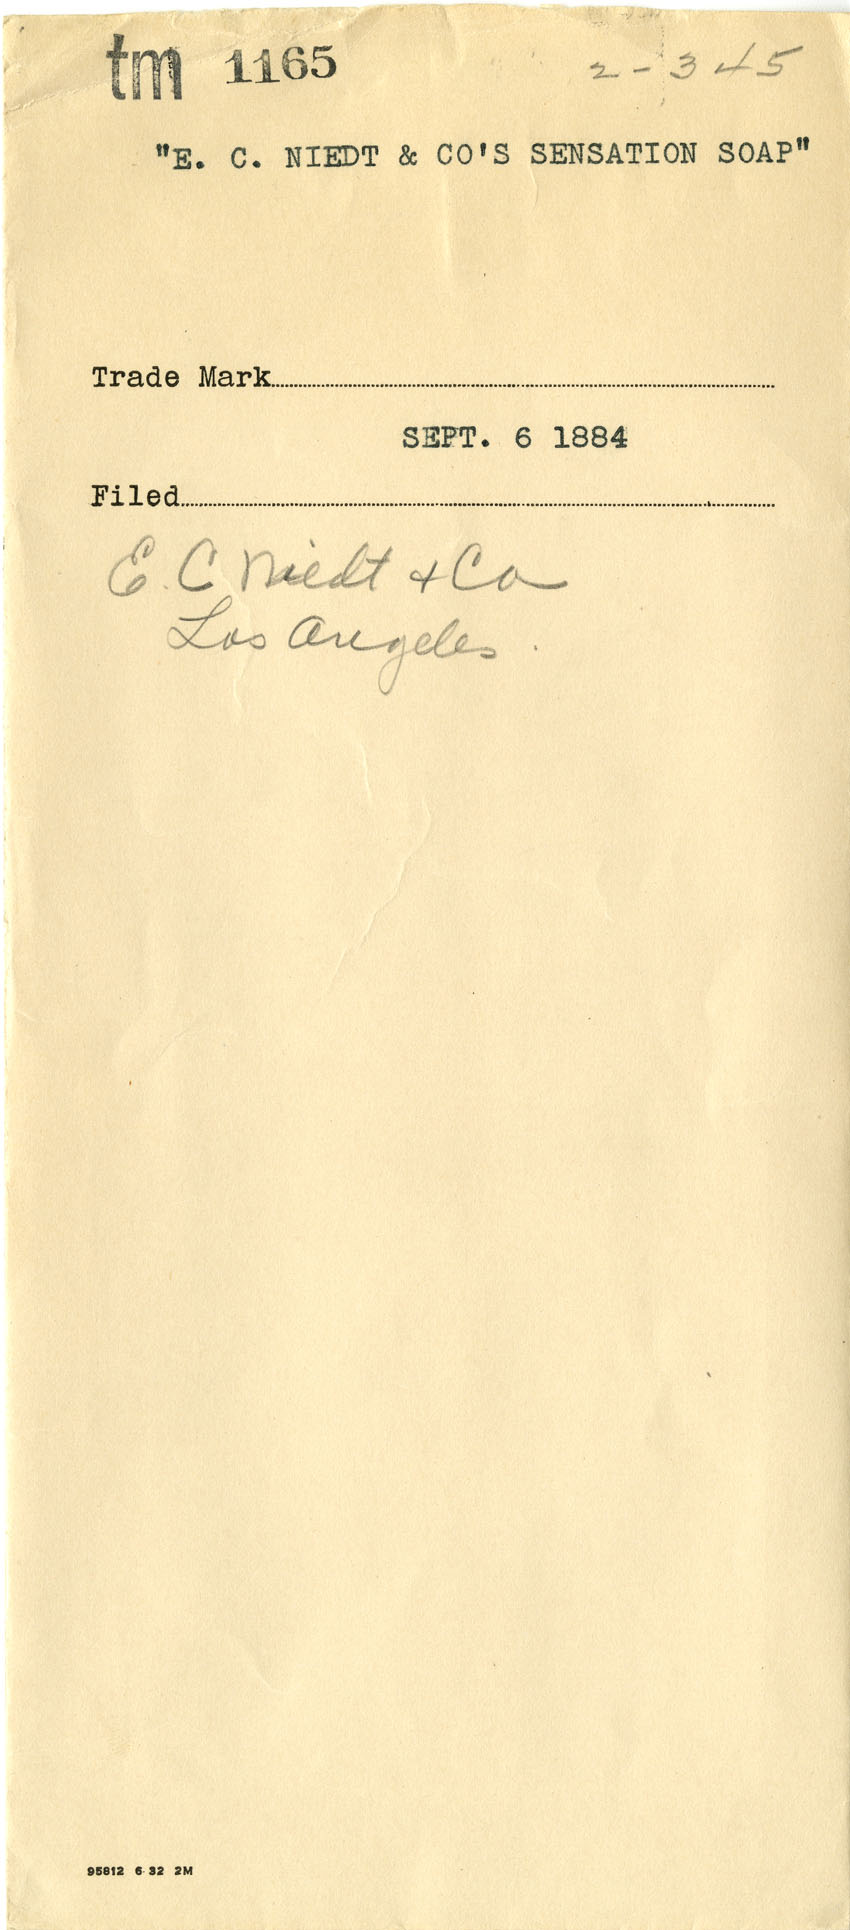 tm 1165 2-345
"E. C. NIEDT & CO'S SENSATION SOAP"
Trade Mark
SEPT. 6 1884
Filed
E. C Niedt + Co
Los Angeles.
95812 6-32 2M